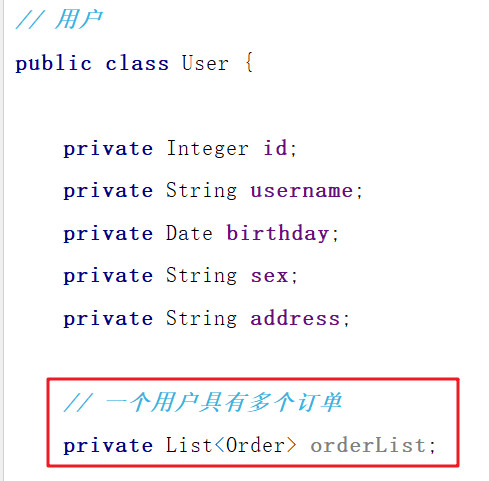 // 用户
public class User {
private Integer id;
private String username;
private Date birthday;
private String sex;
private String address;
// 一个用户具有多个订单
private List<Order> orderList;